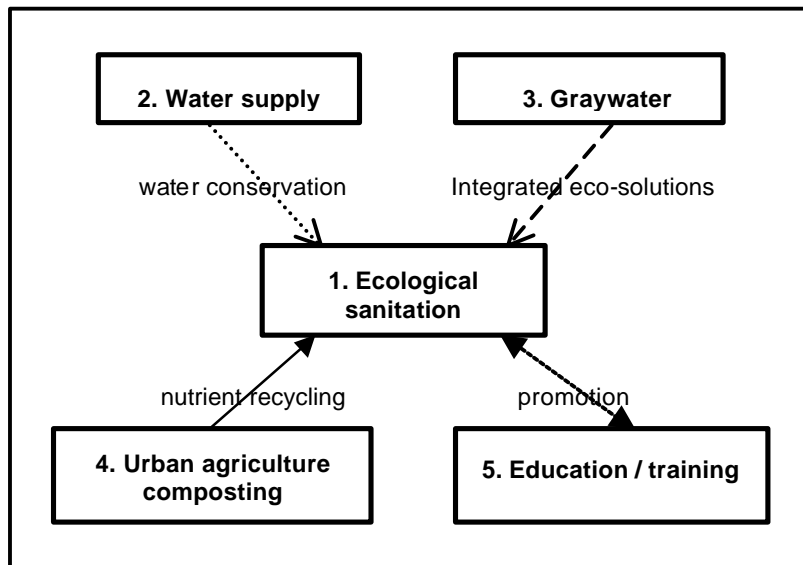 2. Water supply
3. Graywater
water conservation
Integrated eco-solutions
1. Ecological
sanitation
nutrient recycling
promotion
4. Urban agriculture
composting
5. Education / training